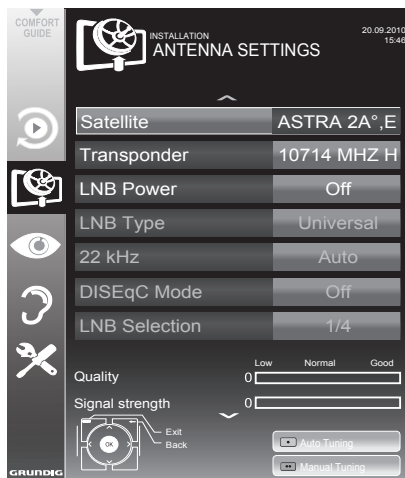 COMFORT
GUIDE
INSTALLATION
ANTENNA SETTINGS
20.09.2010
15:46
Satellite ASTRA 2A°,E
Transponder 10714 MHZ H
LNB Power Off
LNB Type Universal
22 kHz Auto
DISEqC Mode Off
LNB Selection 1/4
Low Normal Good
Quality 0
Signal strength 0
Exit
Back
OK
Auto Tuning
Manual Tuning
GRUNDIG